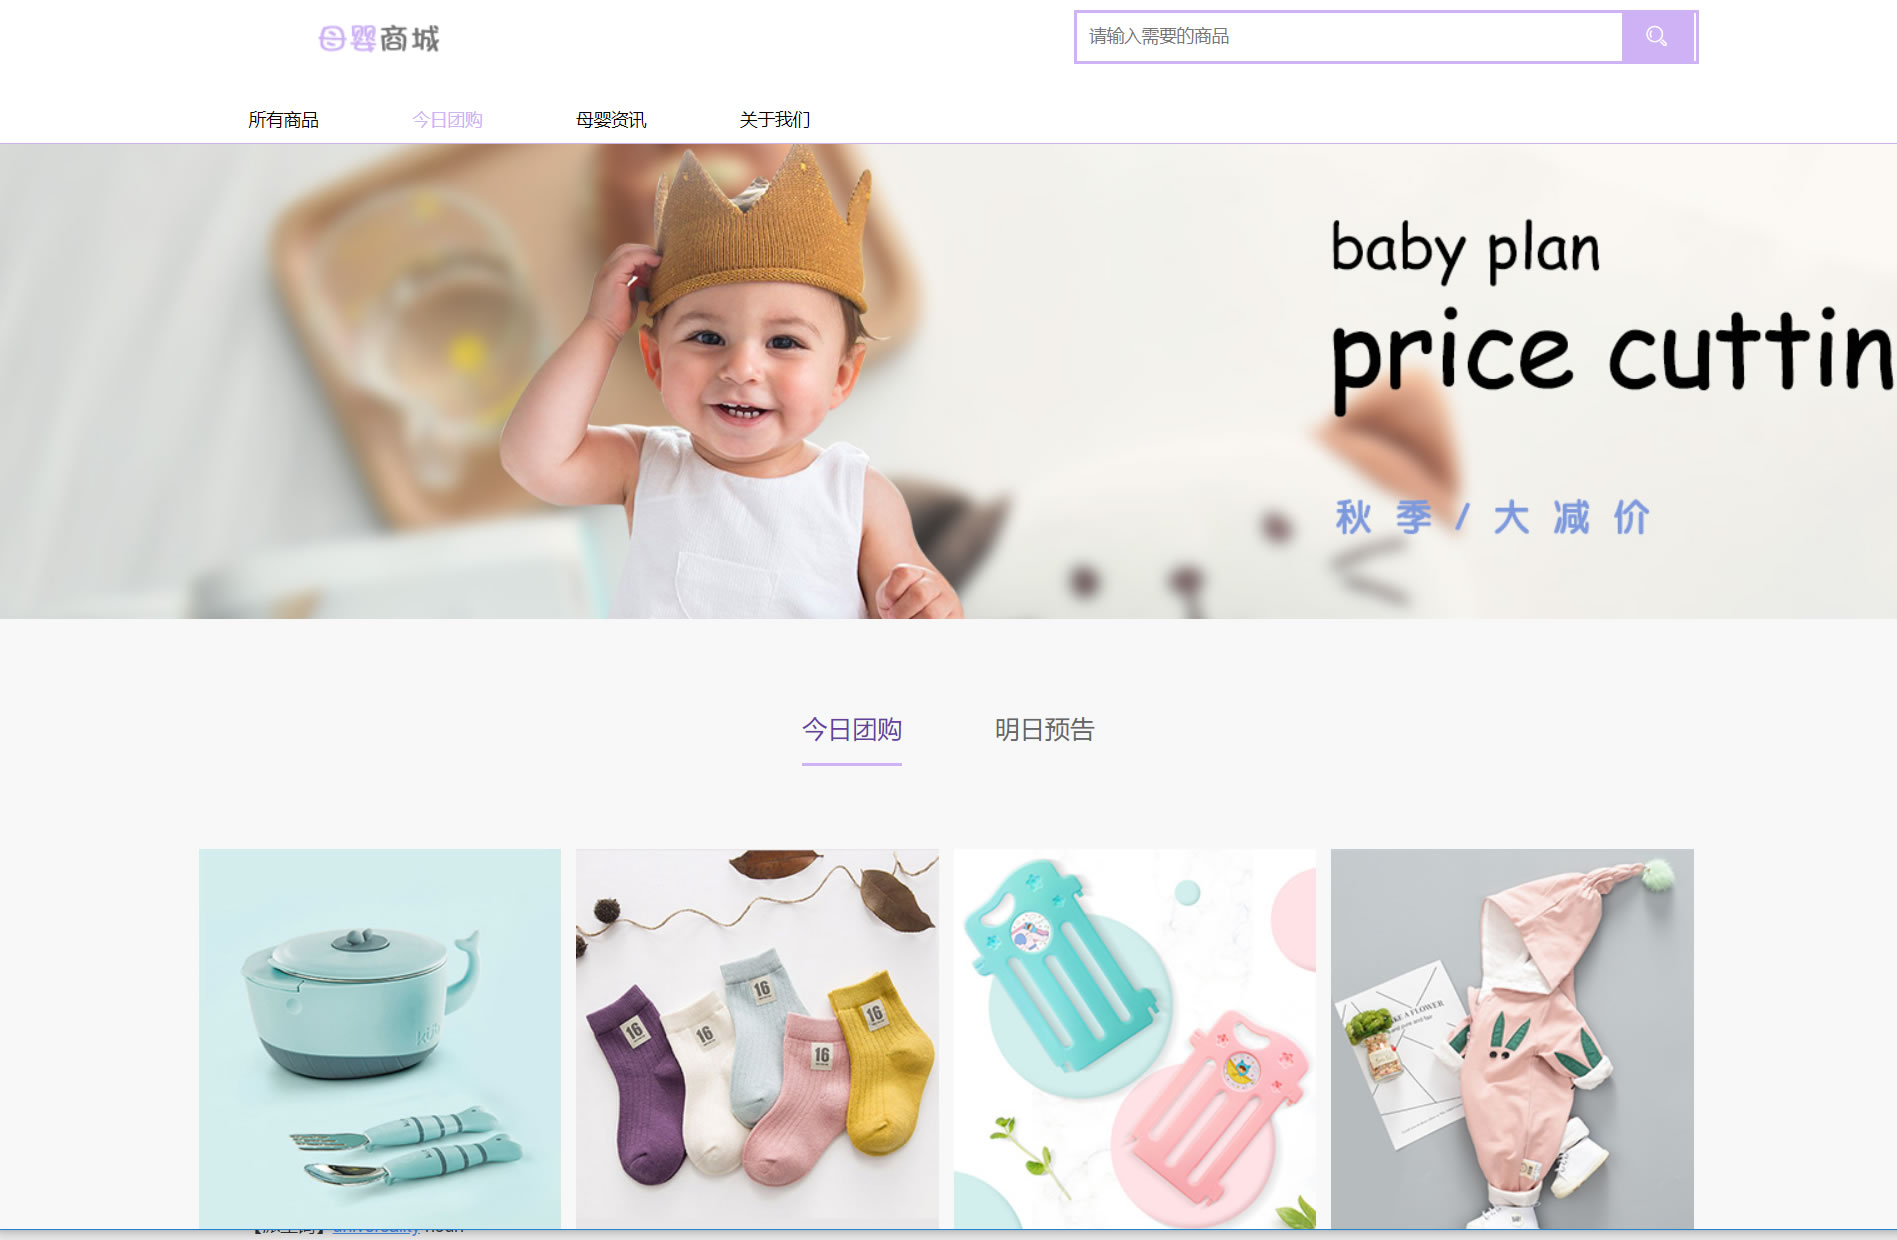 母婴商城
请输入需要的商品
所有商品 今日团购 母婴资讯 关于我们
baby plan
price cuttin
秋季/大减价
今日团购 明日预告
16
16
16
16
16